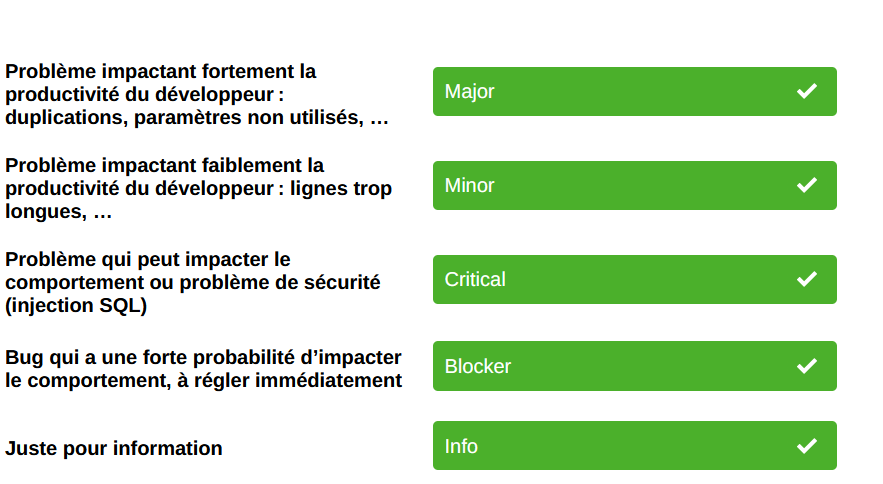 Problème impactant fortement la
productivité du développeur :
duplications, paramètres non utilisés, …
Major
Problème impactant faiblement la
productivité du développeur : lignes trop
longues, …
Minor
Problème qui peut impacter le
comportement ou problème de sécurité
(injection SQL)
Critical
Bug qui a une forte probabilité d’impacter
le comportement, à régler immédiatement
Blocker
Juste pour information
Info